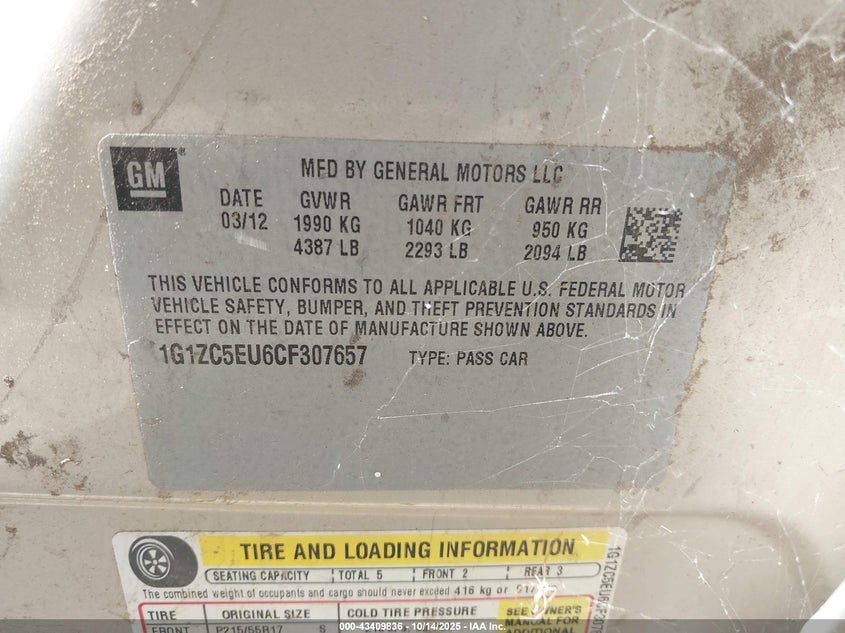 GM
MFD BY GENERAL MOTORS LLC
DATE GVWR GAWR FRT GAWR RR
03/12 1990 KG 1040 KG 950 KG
4387 LB 2293 LB 2094 LB
THIS VEHICLE CONFORMS TO ALL APPLICABLE U.S. FEDERAL MOTOR
VEHICLE SAFETY, BUMPER, AND THEFT PREVENTION STANDARDS IN
EFFECT ON THE DATE OF MANUFACTURE SHOWN ABOVE.
1G1ZC5EU6CF307657 TYPE: PASS CAR
TIRE AND LOADING INFORMATION
SEATING CAPACITY TOTAL 5 FRONT 2 REAR 3
The combined weight of occupants and cargo should never exceed 416 kg or
TIRE ORIGINAL SIZE COLD TIRE PRESSURE SEE OWNER'S
MANUAL FOR
ADDITIONAL
FRONT P215/55R17 S
000-43409836 - 10/14/2025 - IAA Inc.